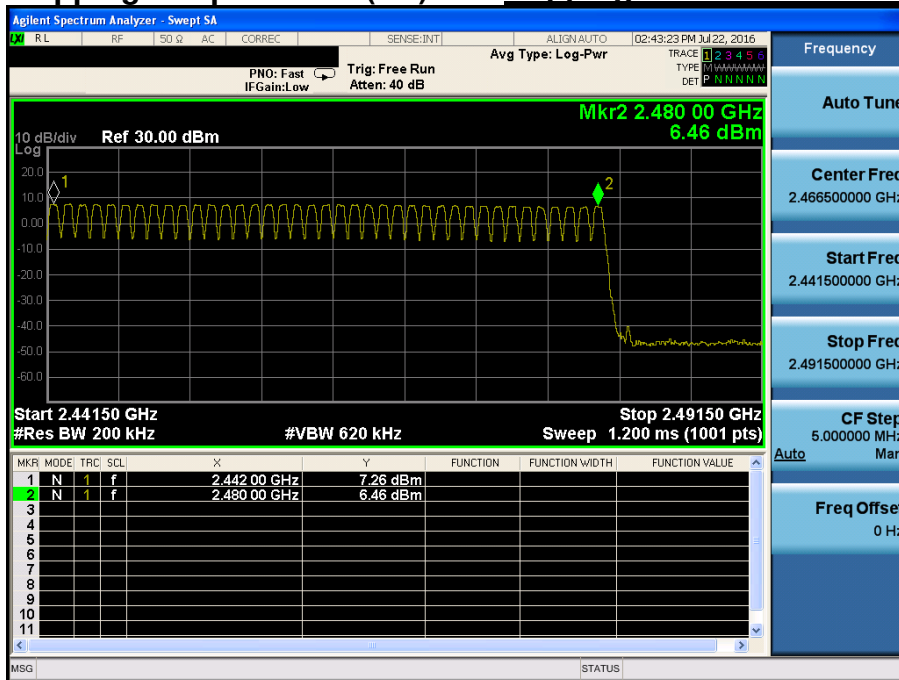 Agilent Spectrum Analyzer - Swept SA
LXI RL RF 50 Ω AC CORREC SENSE:INT ALIGN AUTO 02:43:23 PM Jul 22, 2016
PNO: Fast
IFGain:Low
Trig: Free Run
Atten: 40 dB
Avg Type: Log-Pwr
TRACE 1 2 3 4 5 6
TYPE M WWWWW
DET P N N N N N
Mkr2 2.480 00 GHz
6.46 dBm
10 dB/div Ref 30.00 dBm
Log
20.0
10.0
0.00
-10.0
-20.0
-30.0
-40.0
-50.0
-60.0
1
2
Start 2.44150 GHz Stop 2.49150 GHz
#Res BW 200 kHz #VBW 620 kHz Sweep 1.200 ms (1001 pts)
MKR MODE TRC SCL X Y FUNCTION FUNCTION WIDTH FUNCTION VALUE
1 N 1 f 2.442 00 GHz 7.26 dBm
2 N 1 f 2.480 00 GHz 6.46 dBm
3
4
5
6
7
8
9
10
11
MSG STATUS
Frequency
Auto Tune
Center Freq
2.466500000 GHz
Start Freq
2.441500000 GHz
Stop Freq
2.491500000 GHz
CF Step
5.000000 MHz
Auto Man
Freq Offset
0 Hz